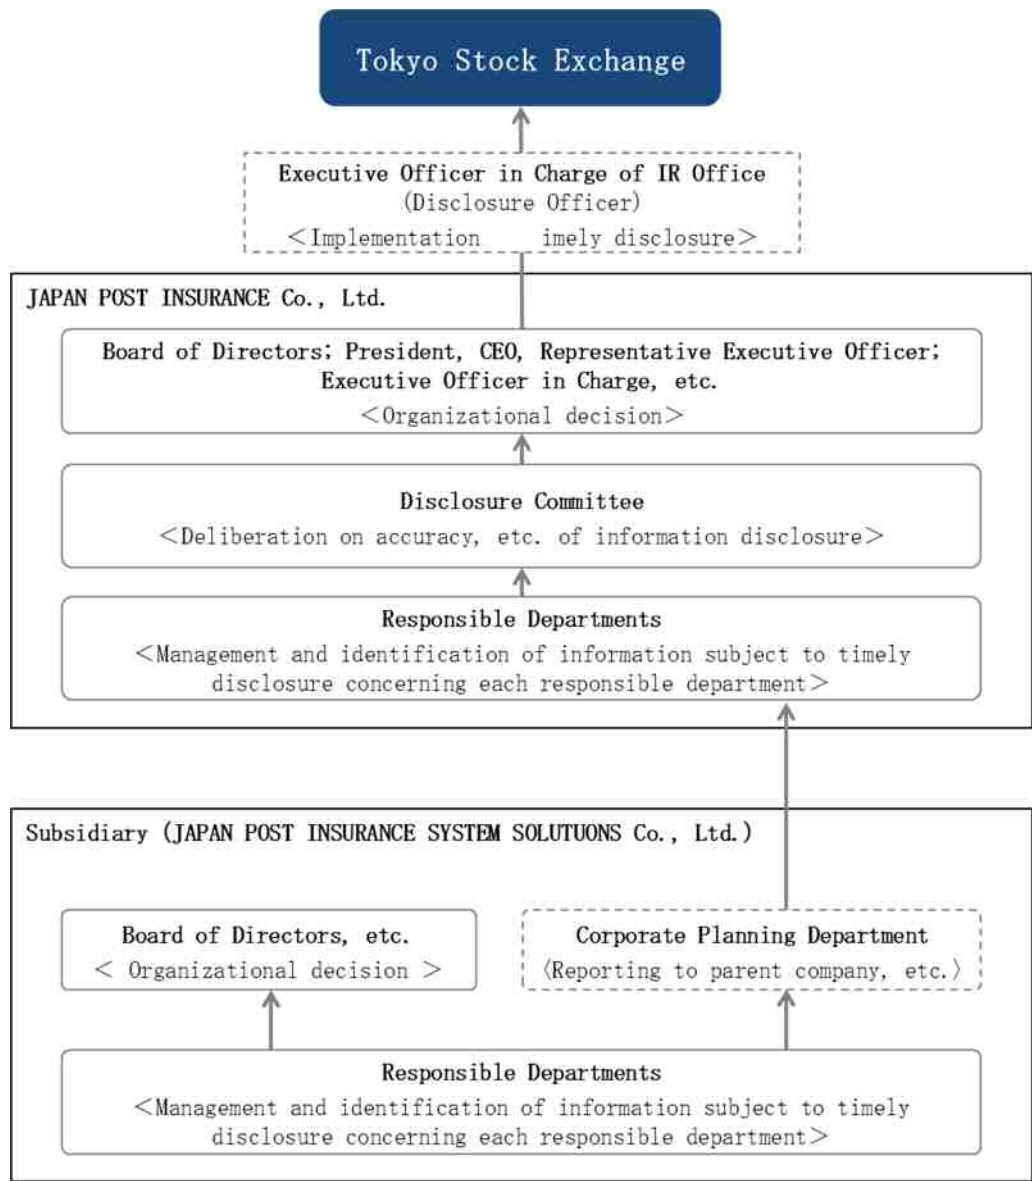 Tokyo Stock Exchange
Executive Officer in Charge of IR Office
(Disclosure Officer)
<Implementation imely disclosure>
JAPAN POST INSURANCE Co., Ltd.
Board of Directors; President, CEO, Representative Executive Officer;
Executive Officer in Charge, etc.
<Organizational decision>
Disclosure Committee
<Deliberation on accuracy, etc. of information disclosure>
Responsible Departments
<Management and identification of information subject to timely
disclosure concerning each responsible department>
Subsidiary (JAPAN POST INSURANCE SYSTEM SOLUTUONS Co., Ltd.)
Board of Directors, etc.
< Organizational decision >
Corporate Planning Department
〈Reporting to parent company, etc.〉
Responsible Departments
<Management and identification of information subject to timely
disclosure concerning each responsible department>